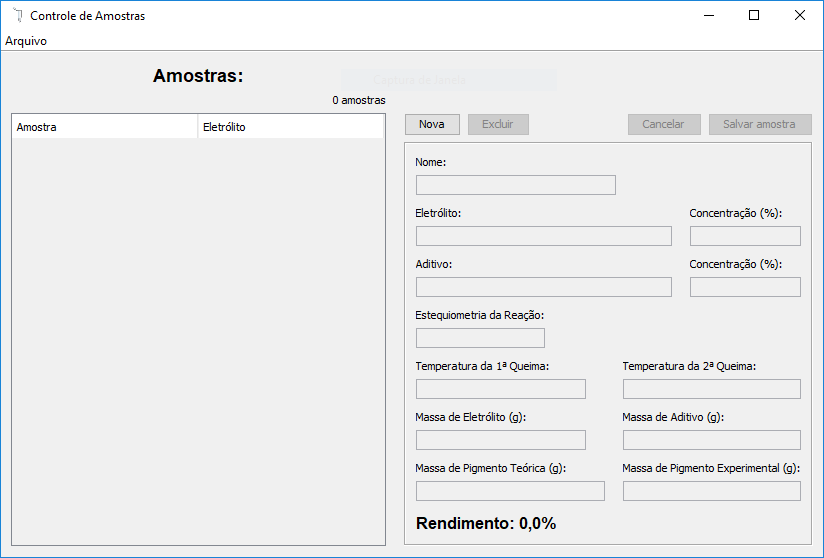 Controle de Amostras
Arquivo
Amostras:
0 amostras
Amostra Eletrólito
Nova Excluir Cancelar Salvar amostra
Nome:
Eletrólito: Concentração (%):
Aditivo: Concentração (%):
Estequiometria da Reação:
Temperatura da 1ª Queima: Temperatura da 2ª Queima:
Massa de Eletrólito (g): Massa de Aditivo (g):
Massa de Pigmento Teórica (g): Massa de Pigmento Experimental (g):
Rendimento: 0,0%